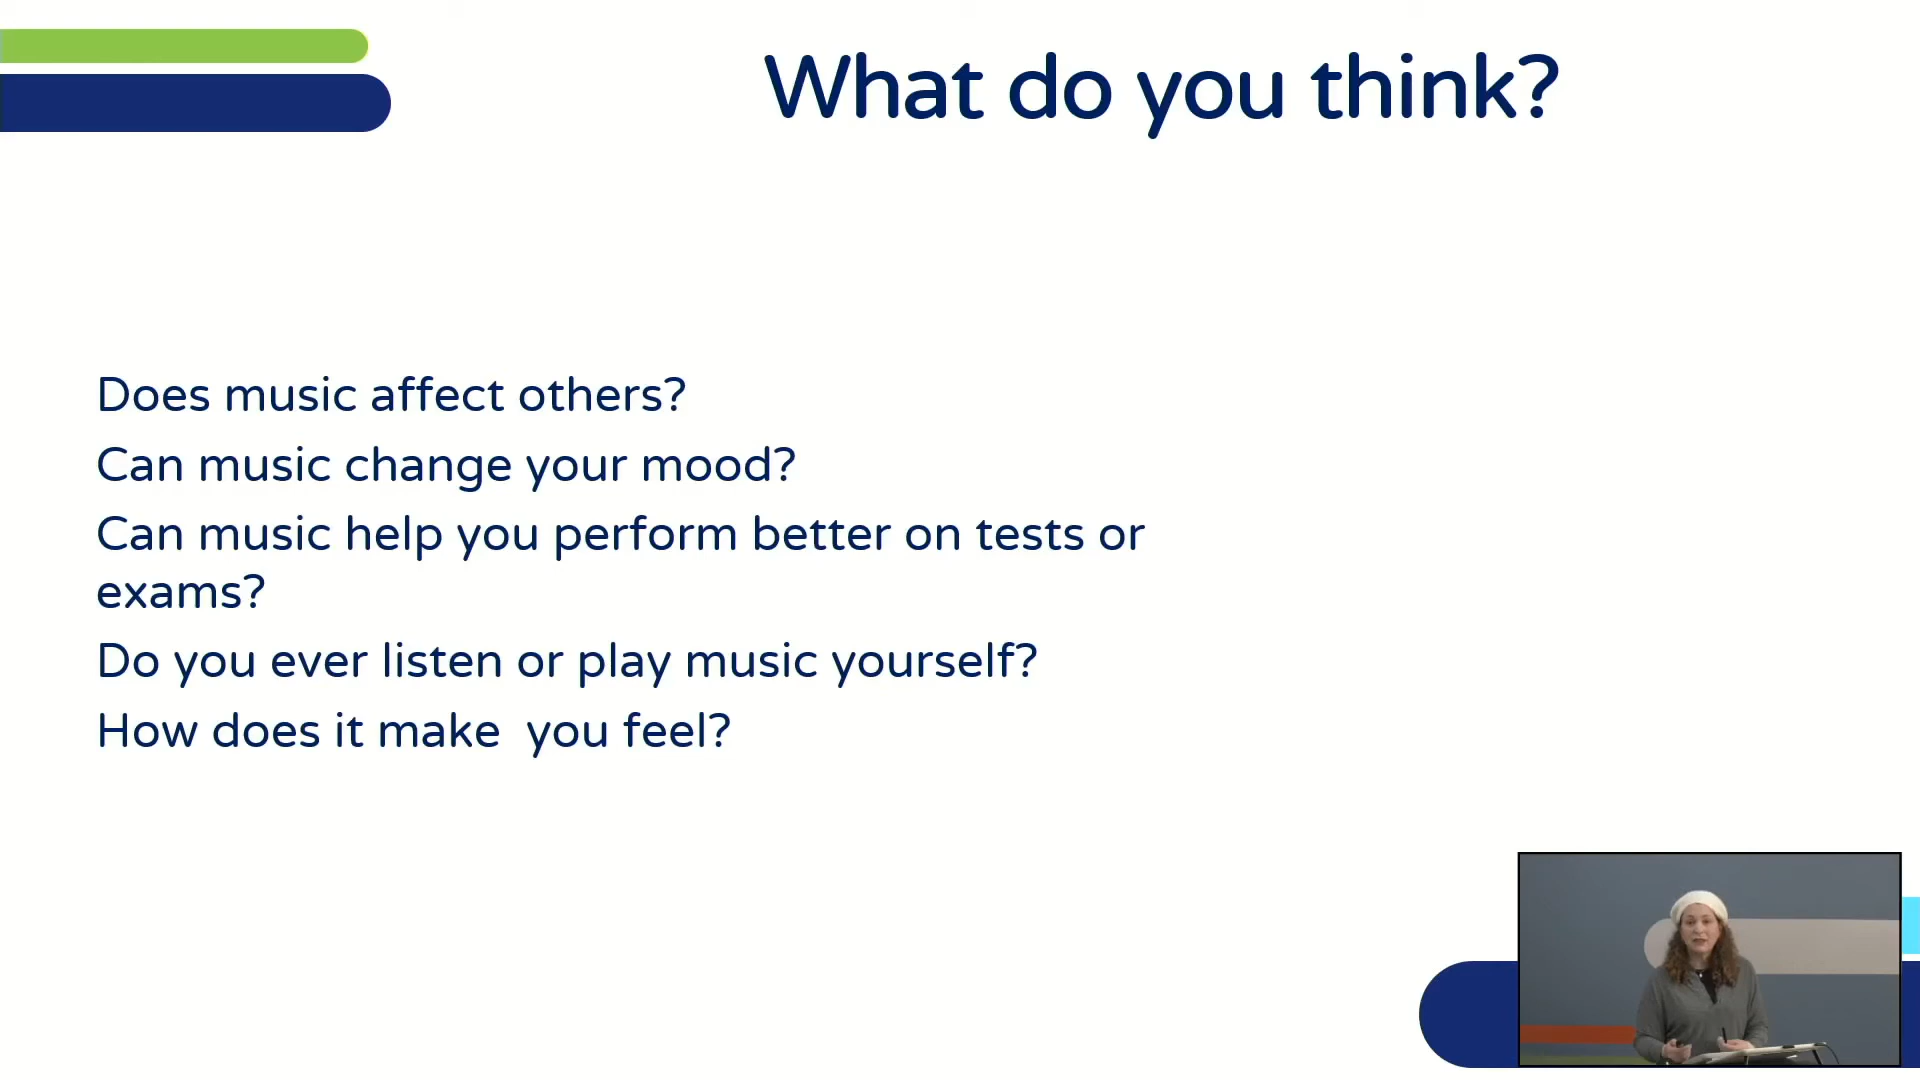 What do you think?
Does music affect others?
Can music change your mood?
Can music help you perform better on tests or
exams?
Do you ever listen or play music yourself?
How does it make  you feel?